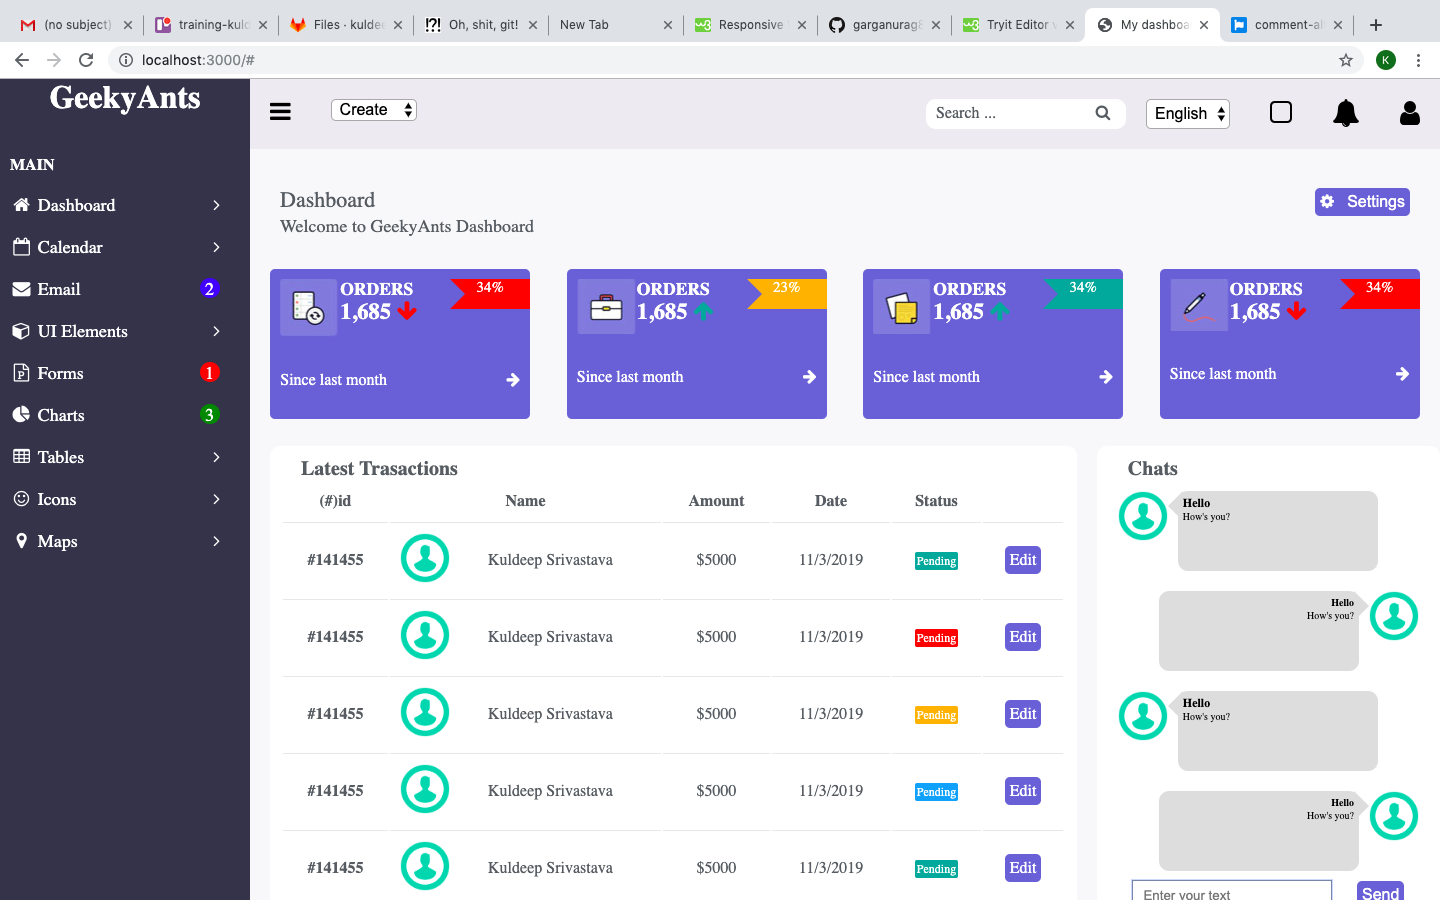 (no subject)
training-kuld
Files · kuldee
Oh, shit, git!
New Tab
Responsive
garganurag8
Tryit Editor v
My dashboa
comment-al
localhost:3000/#
K
GeekyAnts
Create
Search ...
English
MAIN
Dashboard
Calendar
Email 2
UI Elements
Forms 1
Charts 3
Tables
Icons
Maps
Dashboard
Welcome to GeekyAnts Dashboard
Settings
ORDERS 34%
1,685
Since last month
ORDERS 23%
1,685
Since last month
ORDERS 34%
1,685
Since last month
ORDERS 34%
1,685
Since last month
Latest Trasactions
(#)id Name Amount Date Status
#141455 Kuldeep Srivastava $5000 11/3/2019 Pending Edit
#141455 Kuldeep Srivastava $5000 11/3/2019 Pending Edit
#141455 Kuldeep Srivastava $5000 11/3/2019 Pending Edit
#141455 Kuldeep Srivastava $5000 11/3/2019 Pending Edit
#141455 Kuldeep Srivastava $5000 11/3/2019 Pending Edit
Chats
Hello
How's you?
Hello
How's you?
Hello
How's you?
Hello
How's you?
Enter your text
Send